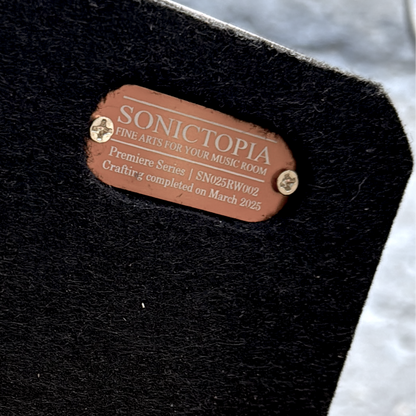 SONICTOPIA
FINE ARTS FOR YOUR MUSIC ROOM
Premiere Series | SN025RW002
Crafting completed on March 2025